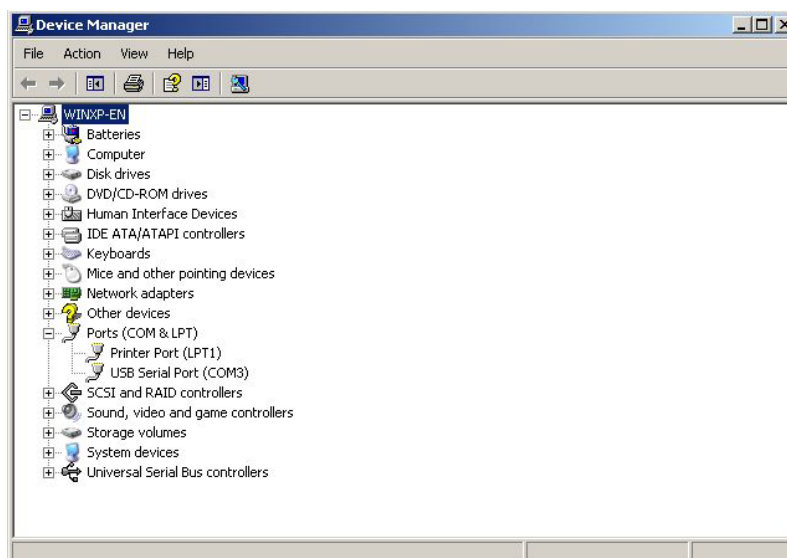 Device Manager
File Action View Help
WINXP-EN
Batteries
Computer
Disk drives
DVD/CD-ROM drives
Human Interface Devices
IDE ATA/ATAPI controllers
Keyboards
Mice and other pointing devices
Network adapters
Other devices
Ports (COM & LPT)
Printer Port (LPT1)
USB Serial Port (COM3)
SCSI and RAID controllers
Sound, video and game controllers
Storage volumes
System devices
Universal Serial Bus controllers